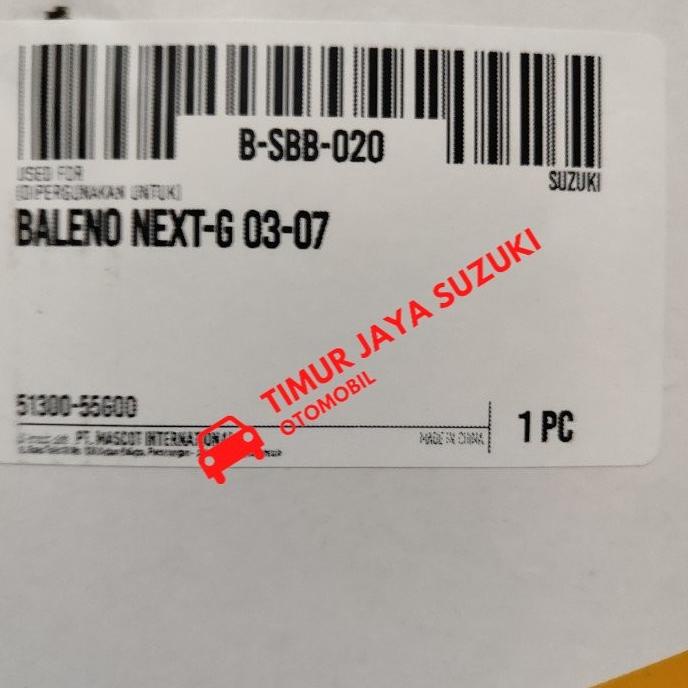 B-SBB-020
USED FOR
(DIPERGUNAKAN UNTUK)
SUZUKI
BALENO NEXT-G 03-07
TIMUR JAYA SUZUKI
OTOMOBIL
51300-55G00
PT. MASCOT INTERNATIONAL
MADE IN CHINA
1 PC